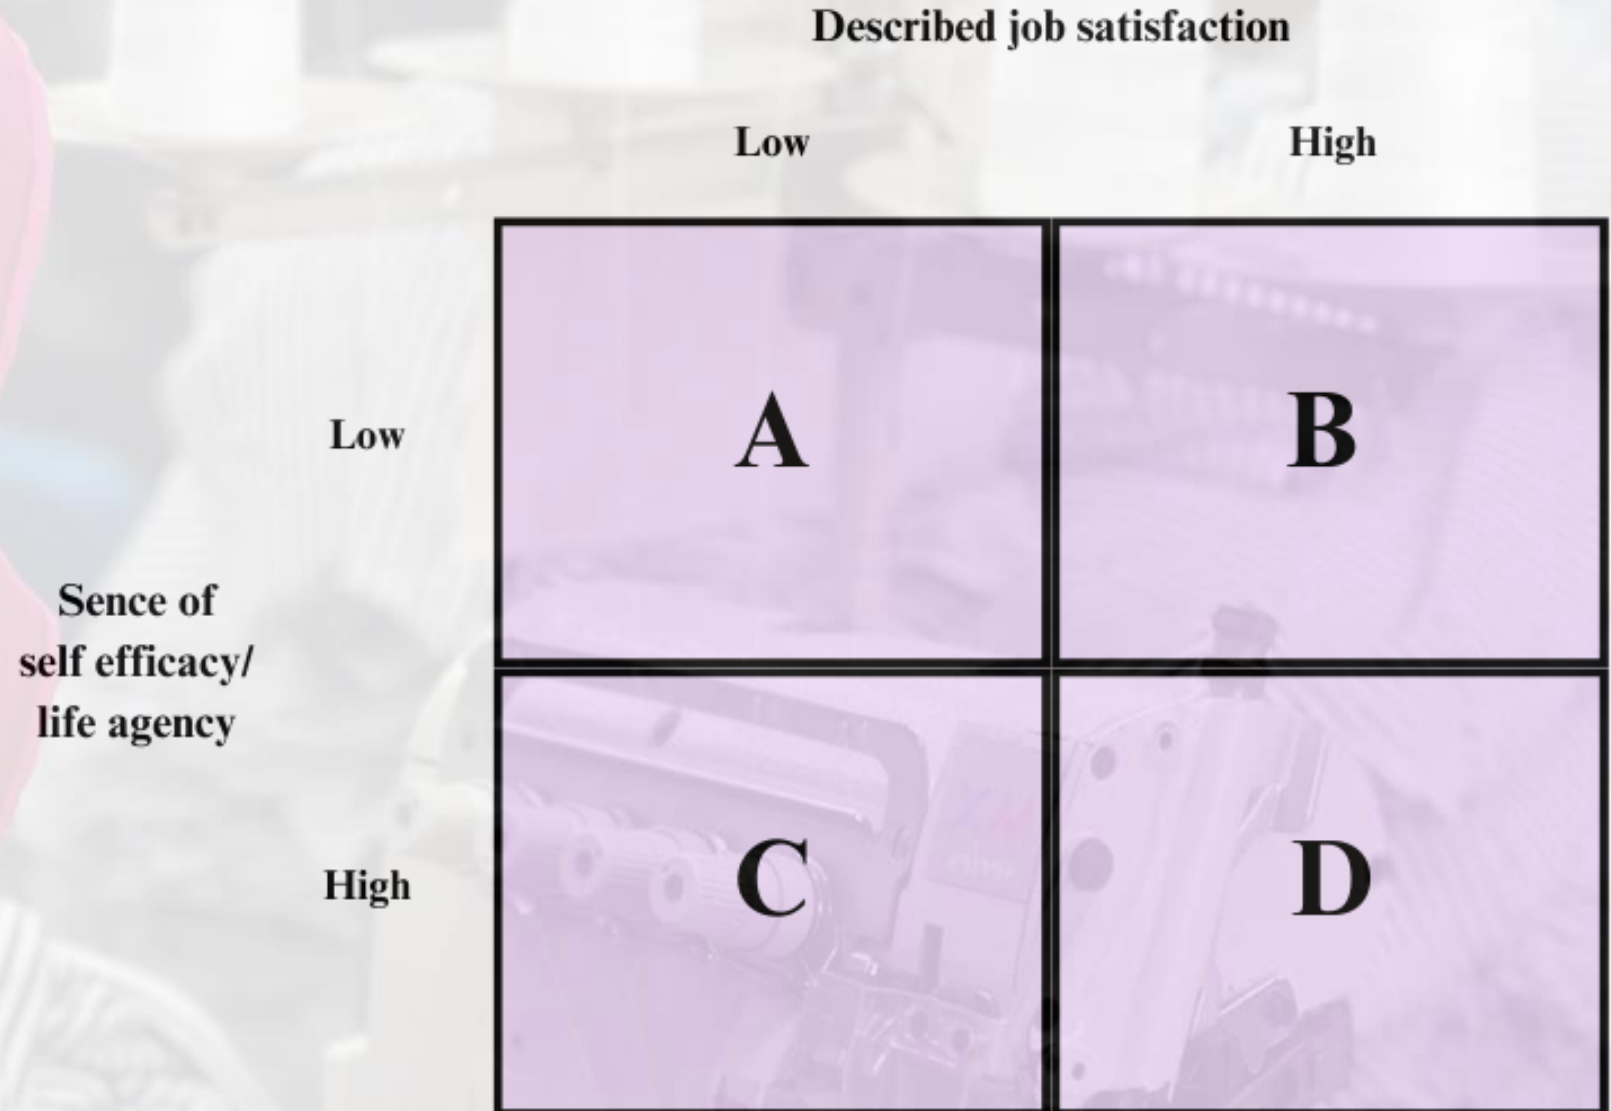 Described job satisfaction
Low
High
Low
A
B
Sence of
self efficacy/
life agency
High
C
D